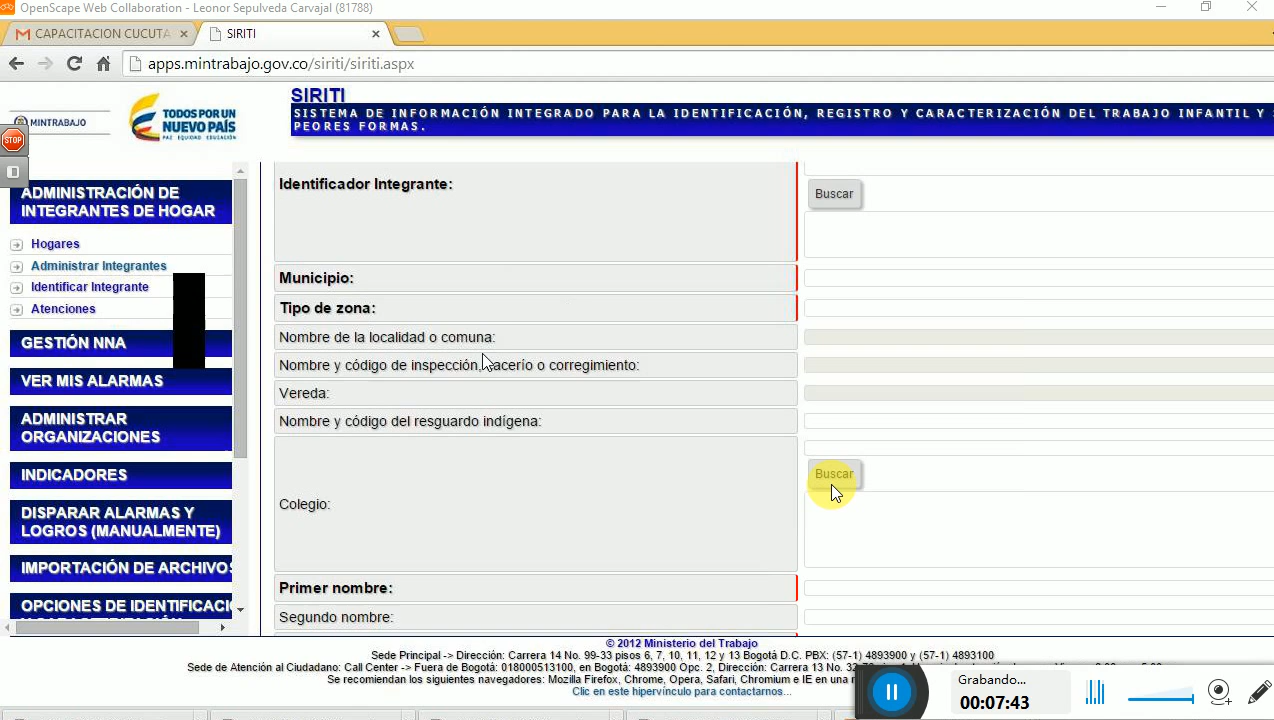 OpenScape Web Collaboration - Leonor Sepulveda Carvajal (81788)
CAPACITACION CUCUTA
SIRITI
apps.mintrabajo.gov.co/siriti/siriti.aspx
MINTRABAJO
TODOS POR UN
NUEVO PAÍS
PAZ EQUIDAD EDUCACIÓN
SIRITI
SISTEMA DE INFORMACIÓN INTEGRADO PARA LA IDENTIFICACIÓN, REGISTRO Y CARACTERIZACIÓN DEL TRABAJO INFANTIL Y
PEORES FORMAS.
STOP
ADMINISTRACIÓN DE
INTEGRANTES DE HOGAR
Hogares
Administrar Integrantes
Identificar Integrante
Atenciones
GESTIÓN NNA
VER MIS ALARMAS
ADMINISTRAR
ORGANIZACIONES
INDICADORES
DISPARAR ALARMAS Y
LOGROS (MANUALMENTE)
IMPORTACIÓN DE ARCHIVOS
OPCIONES DE IDENTIFICACI
Identificador Integrante:
Buscar
Municipio:
Tipo de zona:
Nombre de la localidad o comuna:
Nombre y código de inspección, cacerío o corregimiento:
Vereda:
Nombre y código del resguardo indígena:
Colegio:
Buscar
Primer nombre:
Segundo nombre:
© 2012 Ministerio del Trabajo
Sede Principal -> Dirección: Carrera 14 No. 99-33 pisos 6, 7, 10, 11, 12 y 13 Bogotá D.C. PBX: (57-1) 4893900 y (57-1) 4893100
Sede de Atención al Ciudadano: Call Center -> Fuera de Bogotá: 018000513100, en Bogotá: 4893900 Opc. 2, Dirección: Carrera 13 No.
Se recomiendan los siguientes navegadores: Mozilla Firefox, Chrome, Opera, Safari, Chromium e IE en una
Clic en este hipervínculo para contactarnos...
Grabando...
00:07:43